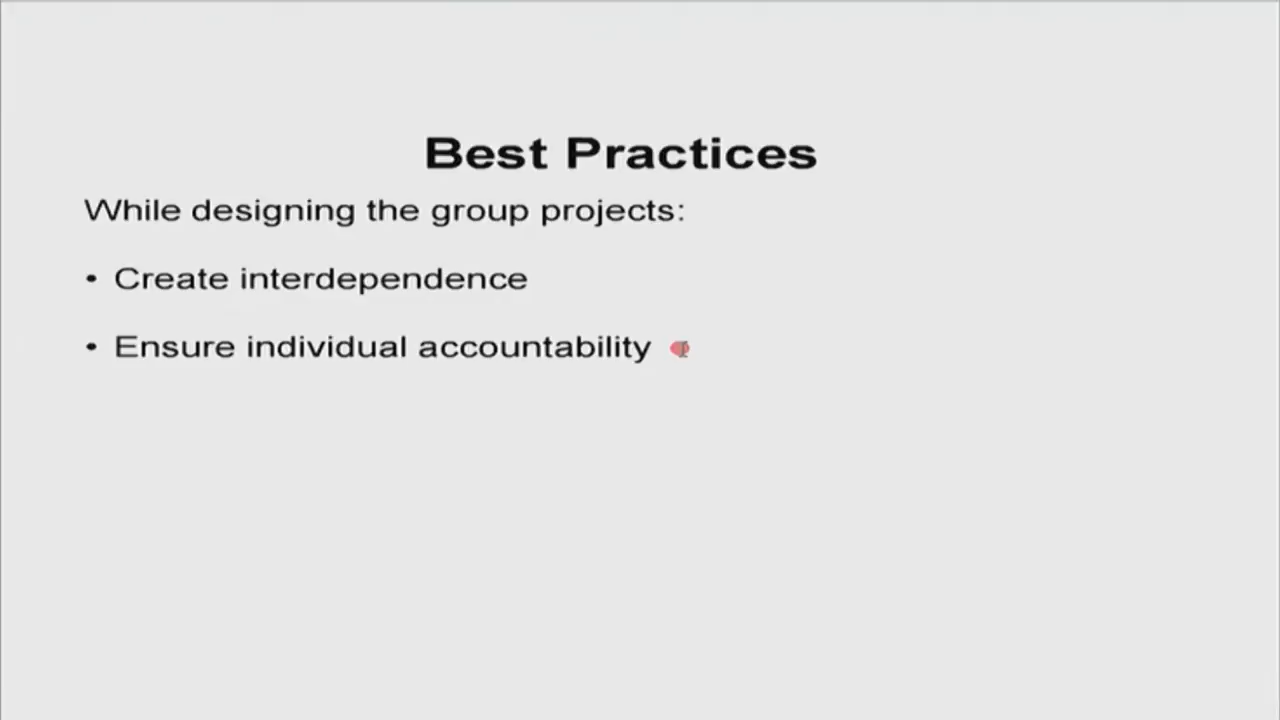 Best Practices
While designing the group projects:
• Create interdependence
• Ensure individual accountability